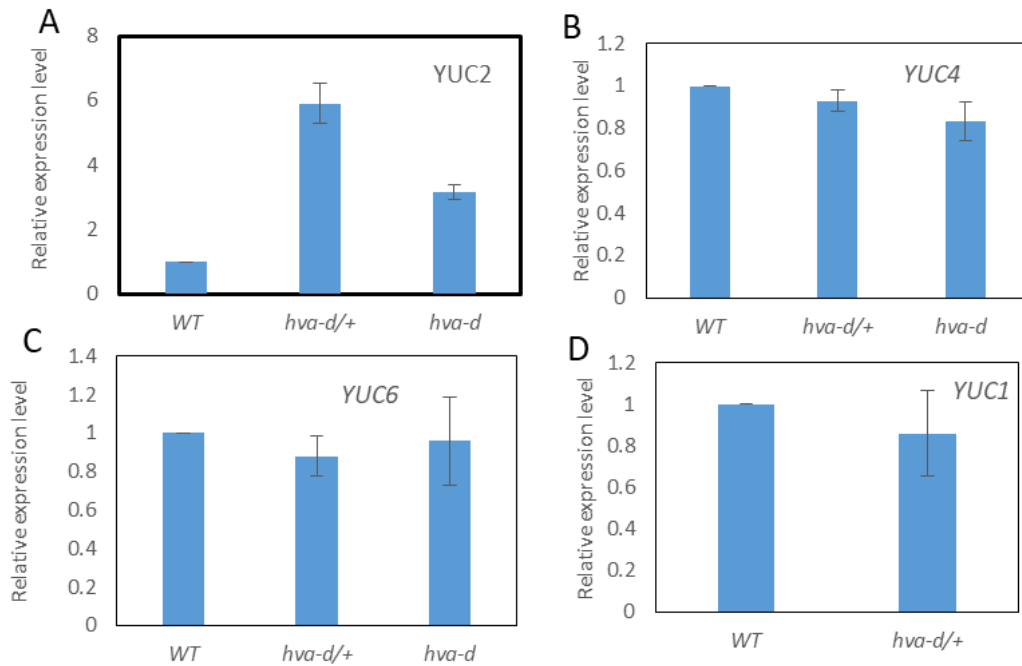 A
YUC2
Relative expression level
8
6
4
2
0
WT hva-d/+ hva-d
B
YUC4
Relative expression level
1.2
1
0.8
0.6
0.4
0.2
0
WT hva-d/+ hva-d
C
YUC6
Relative expression level
1.4
1.2
1
0.8
0.6
0.4
0.2
0
WT hva-d/+ hva-d
D
YUC1
Relative expression level
1.2
1
0.8
0.6
0.4
0.2
0
WT hva-d/+